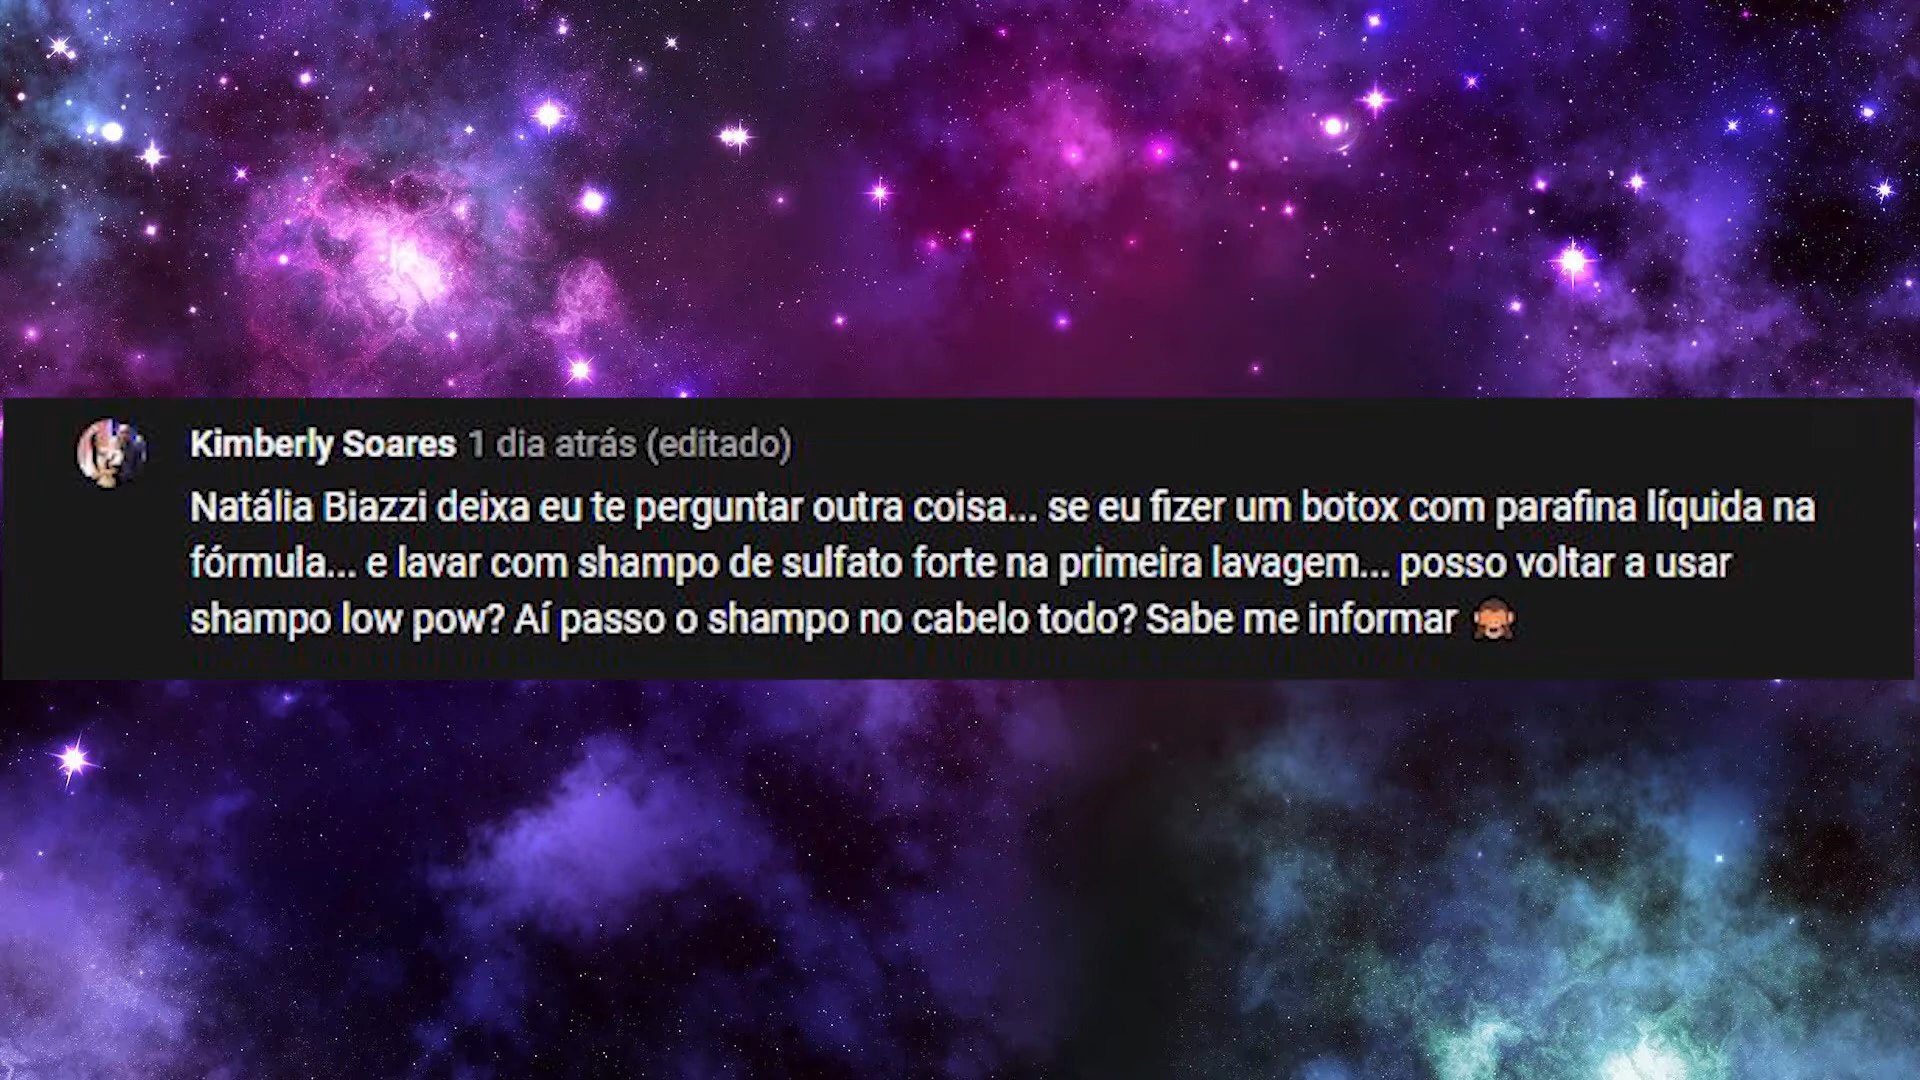 Kimberly Soares 1 dia atrás (editado)
Natália Biazzi deixa eu te perguntar outra coisa... se eu fizer um botox com parafina líquida na
fórmula... e lavar com shampo de sulfato forte na primeira lavagem... posso voltar a usar
shampo low pow? Aí passo o shampo no cabelo todo? Sabe me informar 🙈